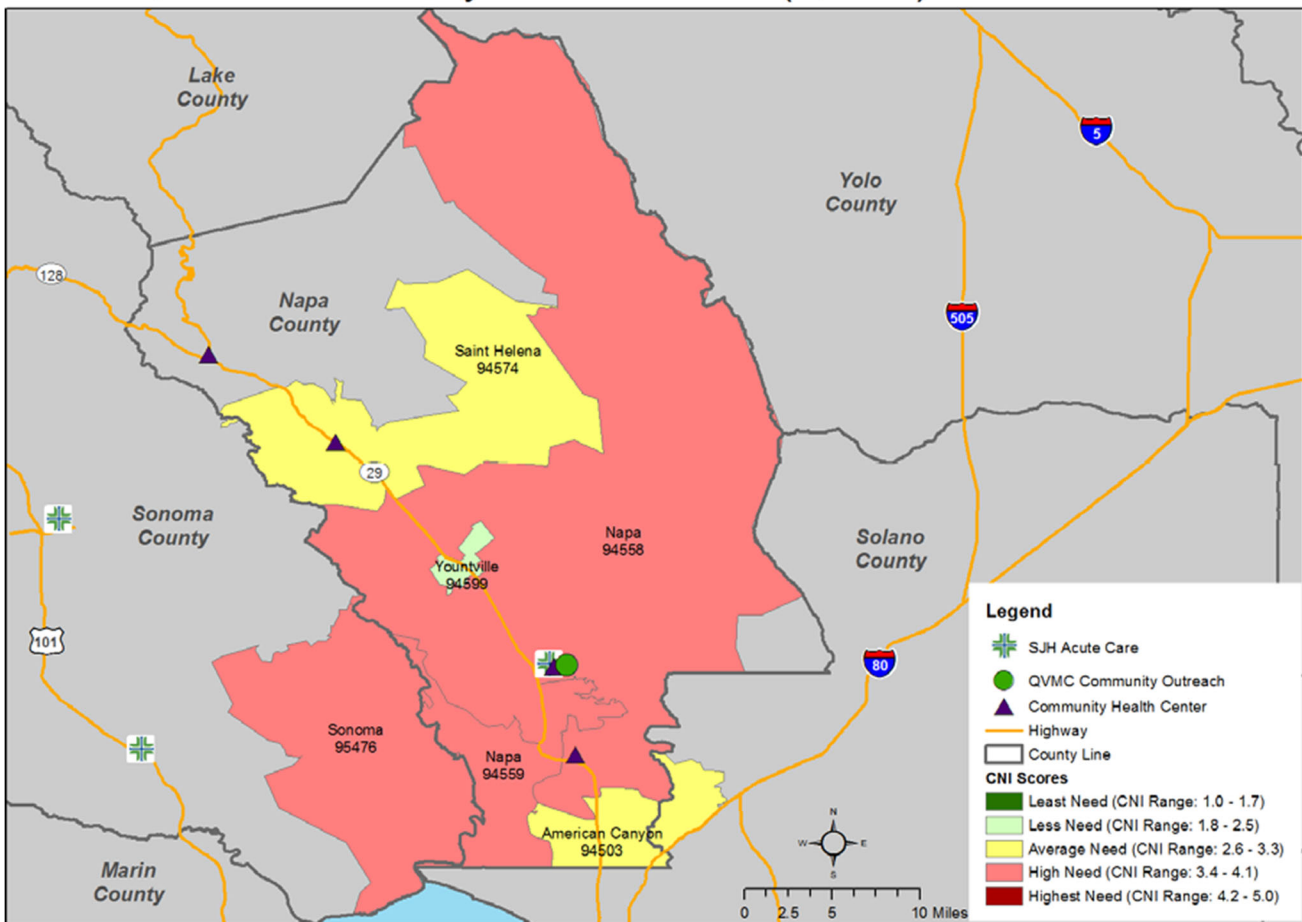 Lake
County
5
Yolo
County
128
Napa
County
505
Saint Helena
94574
29
Sonoma
County
Napa
94558
Solano
County
Yountville
94599
101
80
Sonoma
95476
Napa
94559
American Canyon
94503
Marin
County
N
W
E
S
0 2.5 5 10 Miles
Legend
SJH Acute Care
QVMC Community Outreach
Community Health Center
Highway
County Line
CNI Scores
Least Need (CNI Range: 1.0 - 1.7)
Less Need (CNI Range: 1.8 - 2.5)
Average Need (CNI Range: 2.6 - 3.3)
High Need (CNI Range: 3.4 - 4.1)
Highest Need (CNI Range: 4.2 - 5.0)